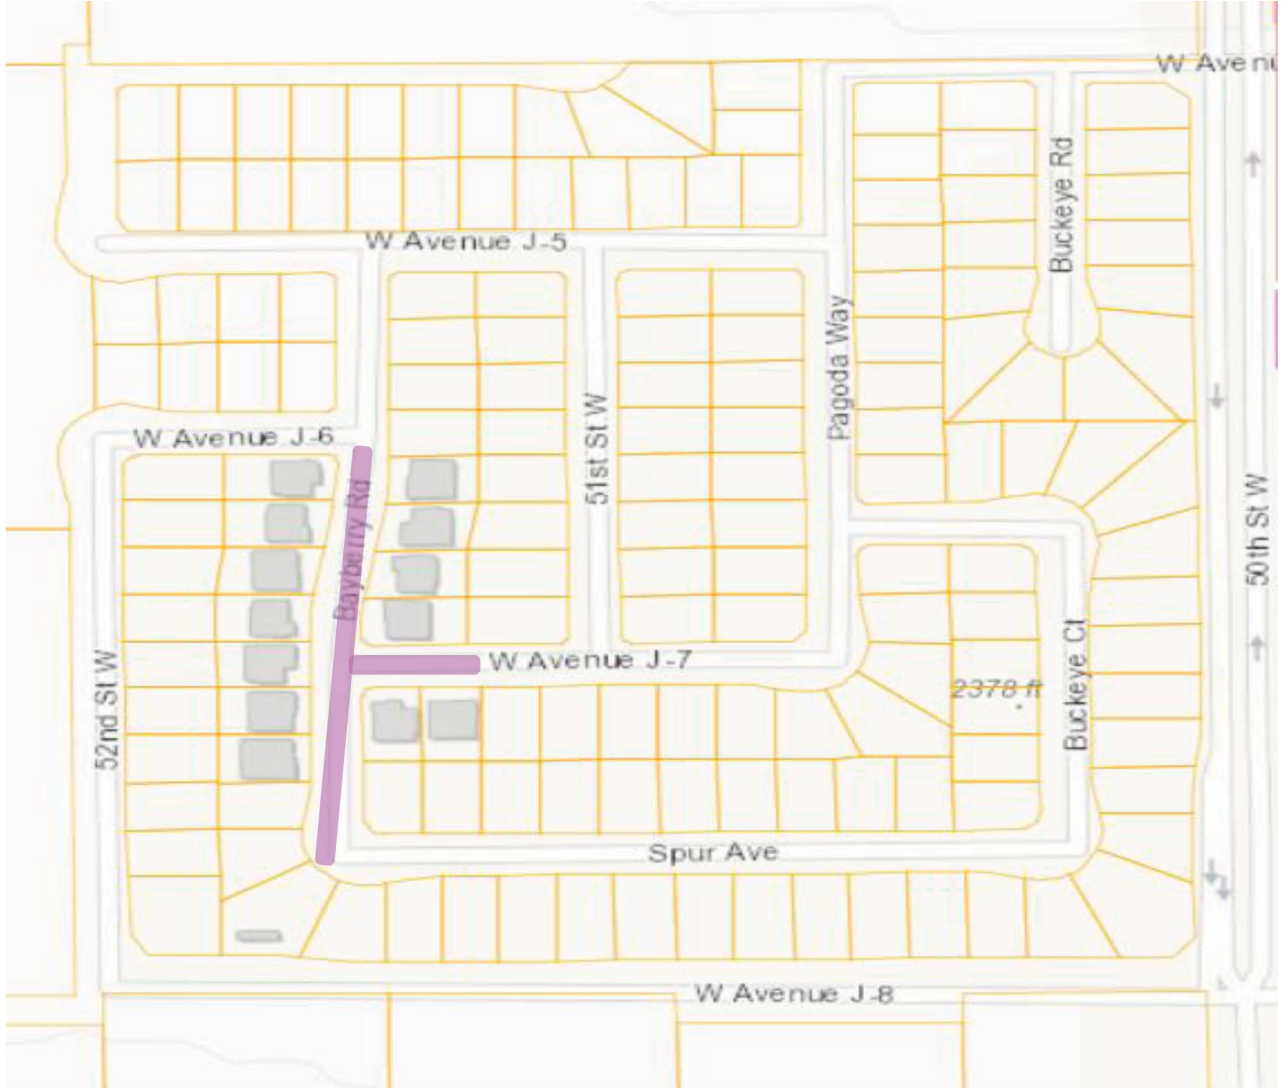 W Avenu
Buckeye Rd
W Avenue J-5
Pagoda Way
51st St W
W Avenue J-6
Bayberry Rd
50th St W
W Avenue J-7
52nd St W
2378 ft
Buckeye Ct
Spur Ave
W Avenue J-8